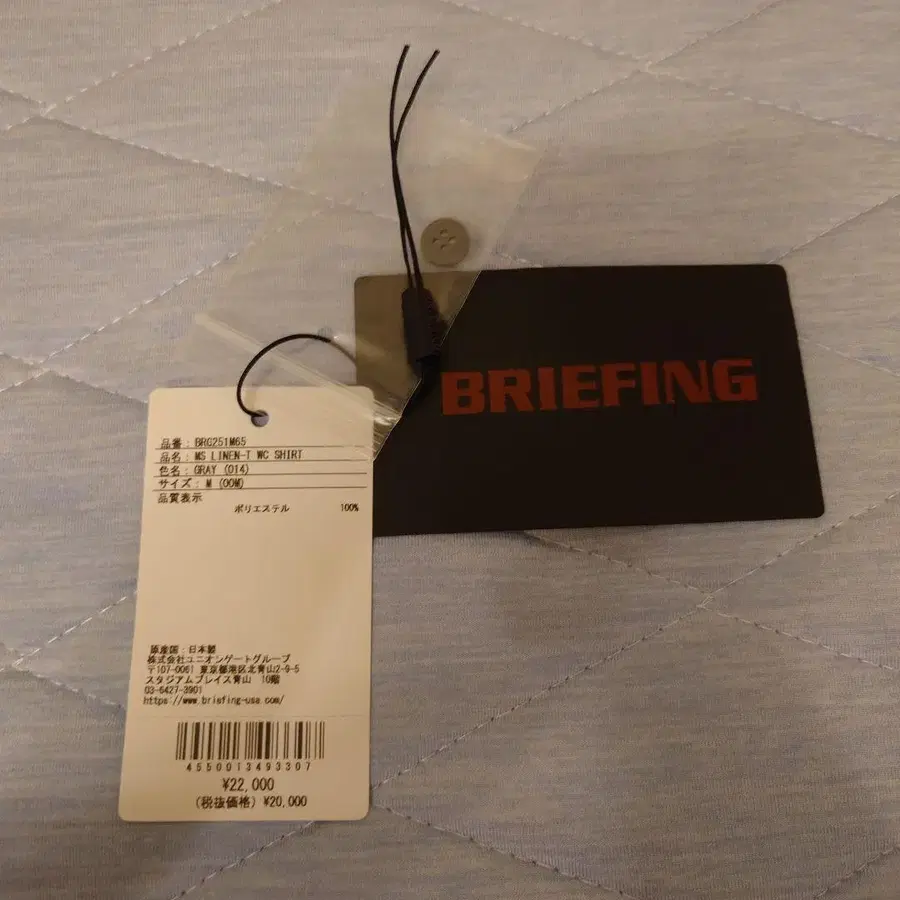 BRIEFING
品番：BRG251M65
品名：MS LINEN-T WC SHIRT
色名：GRAY (014)
サイズ：M (00M)
品質表示
ポリエステル 100%
原産国：日本製
株式会社ユニオンゲートグループ
〒107-0061 東京都港区北青山2-9-5
スタジアムプレイス青山 10階
03-6427-3901
https://www.briefing-usa.com/
4550013493307
¥22,000
(税抜価格) ¥20,000